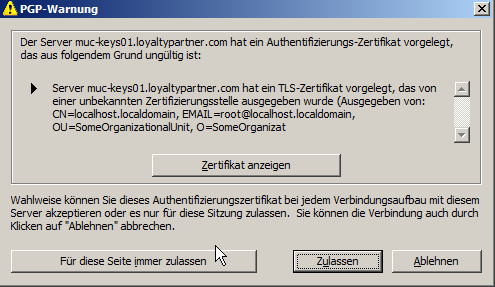 PGP-Warnung
Der Server muc-keys01.loyaltypartner.com hat ein Authentifizierungs-Zertifikat vorgelegt,
das aus folgendem Grund ungültig ist:
Server muc-keys01.loyaltypartner.com hat ein TLS-Zertifikat vorgelegt, das von
einer unbekannten Zertifizierungsstelle ausgegeben wurde (Ausgegeben von:
CN=localhost.localdomain, EMAIL=root@localhost.localdomain,
OU=SomeOrganizationalUnit, O=SomeOrganizat
Zertifikat anzeigen
Wahlweise können Sie dieses Authentifizierungszertifikat bei jedem Verbindungsaufbau mit diesem
Server akzeptieren oder es nur für diese Sitzung zulassen. Sie können die Verbindung auch durch
Klicken auf "Ablehnen" abbrechen.
Für diese Seite immer zulassen
Zulassen
Ablehnen